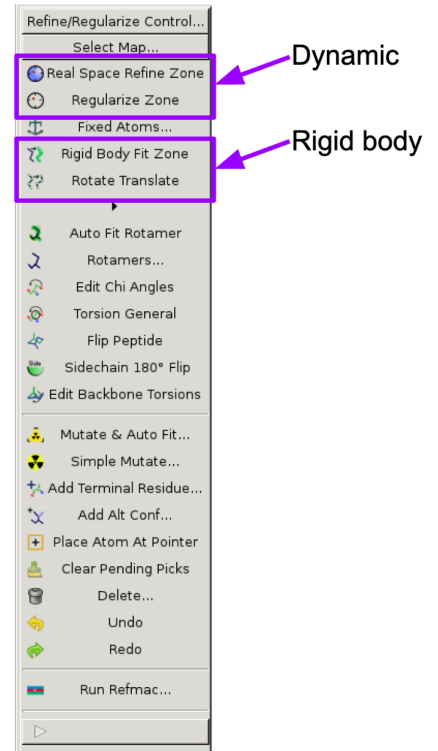 Refine/Regularize Control...
Select Map...
Real Space Refine Zone
Regularize Zone
Dynamic
Fixed Atoms...
Rigid Body Fit Zone
Rotate Translate
Rigid body
Auto Fit Rotamer
Rotamers...
Edit Chi Angles
Torsion General
Flip Peptide
Side
Sidechain 180° Flip
Edit Backbone Torsions
Mutate & Auto Fit...
Simple Mutate...
Add Terminal Residue...
Add Alt Conf...
Place Atom At Pointer
Clear Pending Picks
Delete...
Undo
Redo
Run Refmac...